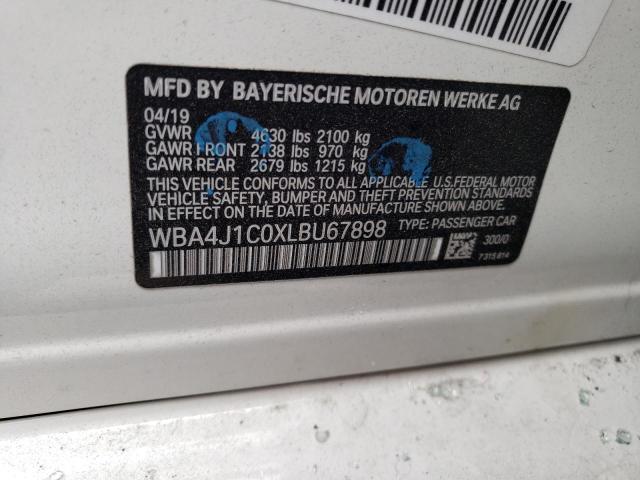 MFD BY BAYERISCHE MOTOREN WERKE AG
04/19
GVWR 4630 lbs 2100 kg
GAWR FRONT 2138 lbs 970 kg
GAWR REAR 2679 lbs 1215 kg
THIS VEHICLE CONFORMS TO ALL APPLICABLE U.S.FEDERAL MOTOR
VEHICLE SAFETY, BUMPER AND THEFT PREVENTION STANDARDS
IN EFFECT ON THE DATE OF MANUFACTURE SHOWN ABOVE.
WBA4J1C0XLBU67898 TYPE: PASSENGER CAR
300/0
7315814